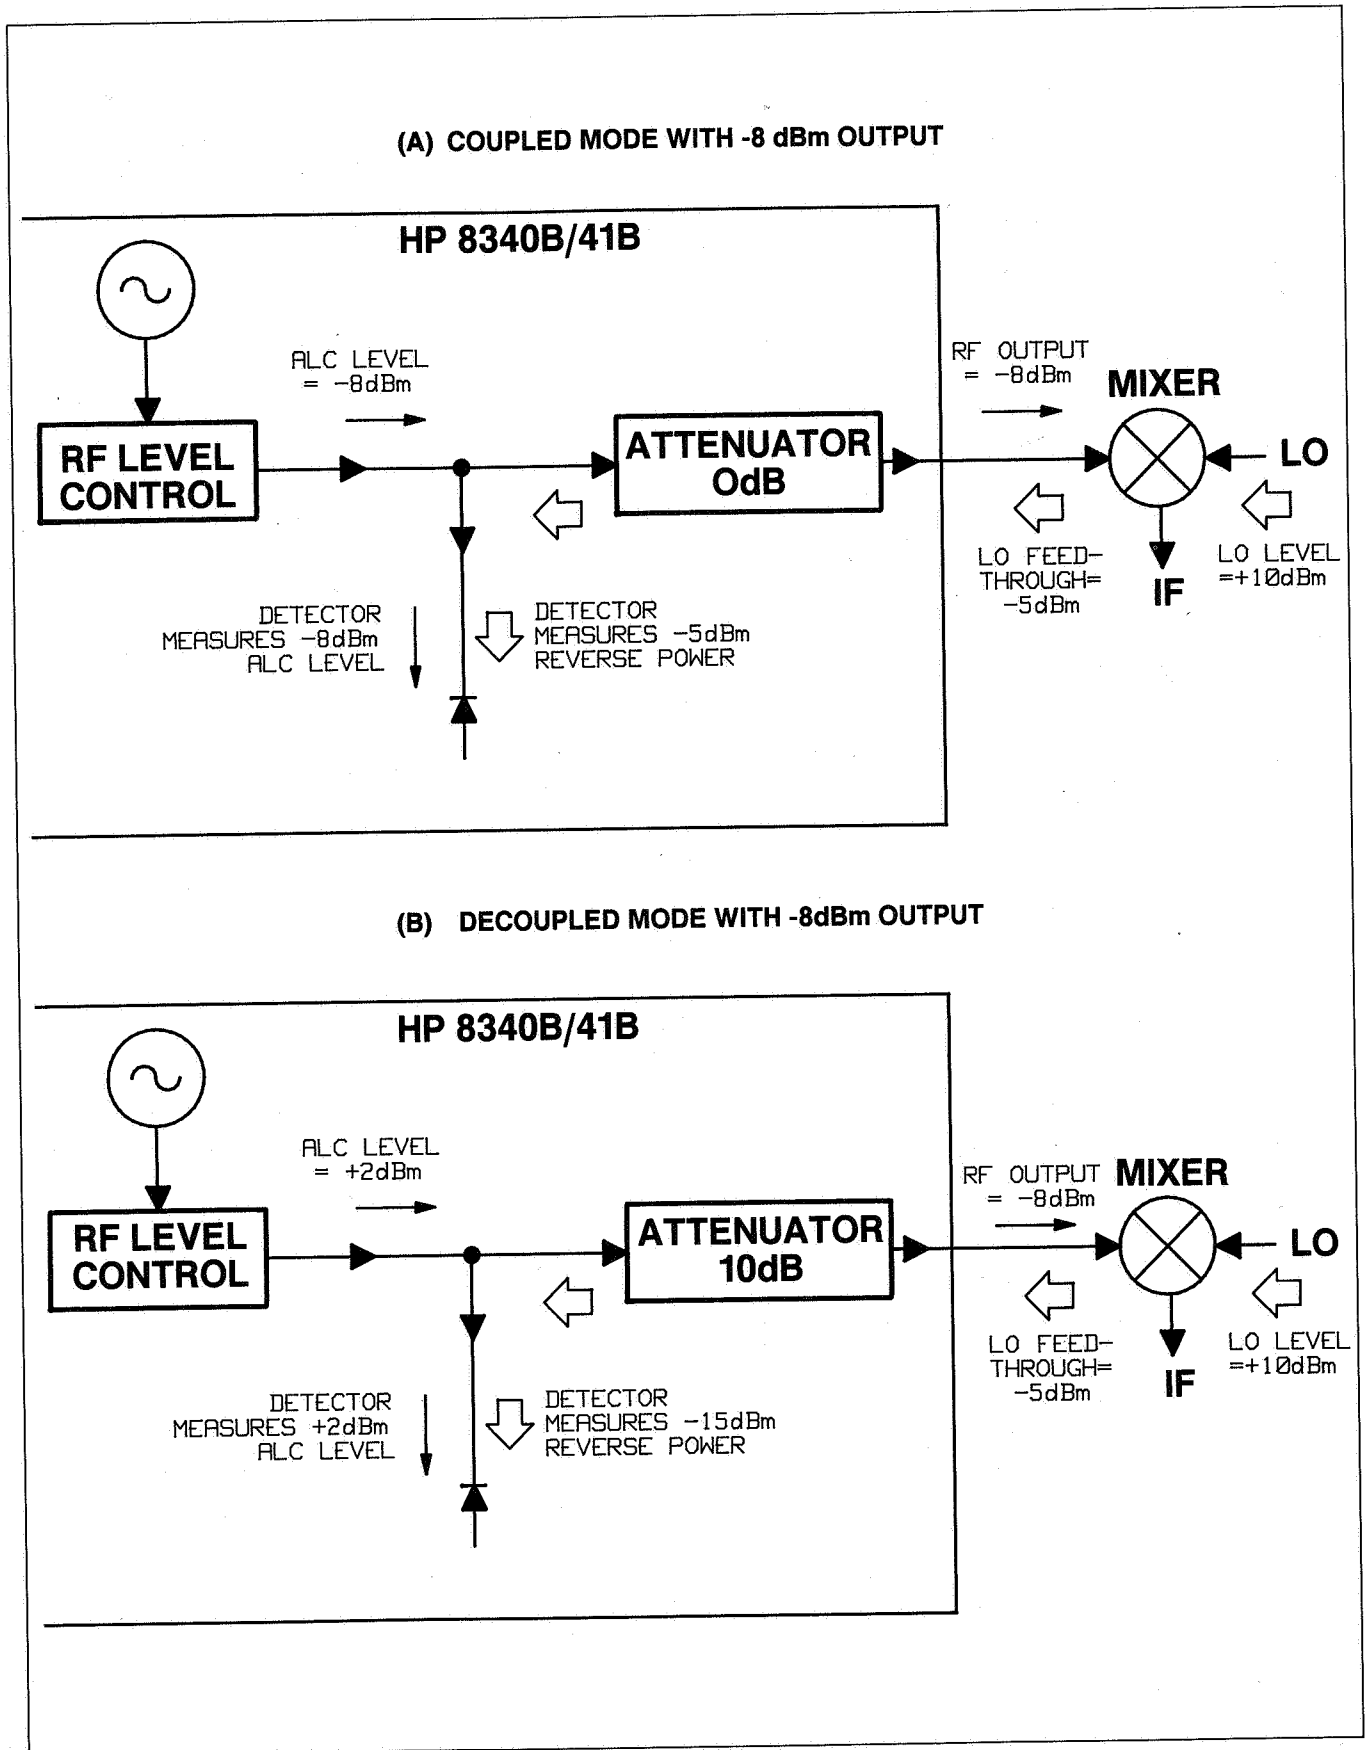 (A) COUPLED MODE WITH -8 dBm OUTPUT
HP 8340B/41B
ALC LEVEL
= -8dBm
RF OUTPUT
= -8dBm
MIXER
RF LEVEL
CONTROL
ATTENUATOR
0dB
LO
LO FEED-
THROUGH=
-5dBm
LO LEVEL
=+10dBm
IF
DETECTOR
MEASURES -8dBm
ALC LEVEL
DETECTOR
MEASURES -5dBm
REVERSE POWER
(B) DECOUPLED MODE WITH -8dBm OUTPUT
HP 8340B/41B
ALC LEVEL
= +2dBm
RF OUTPUT
= -8dBm
MIXER
RF LEVEL
CONTROL
ATTENUATOR
10dB
LO
LO FEED-
THROUGH=
-5dBm
LO LEVEL
=+10dBm
IF
DETECTOR
MEASURES +2dBm
ALC LEVEL
DETECTOR
MEASURES -15dBm
REVERSE POWER